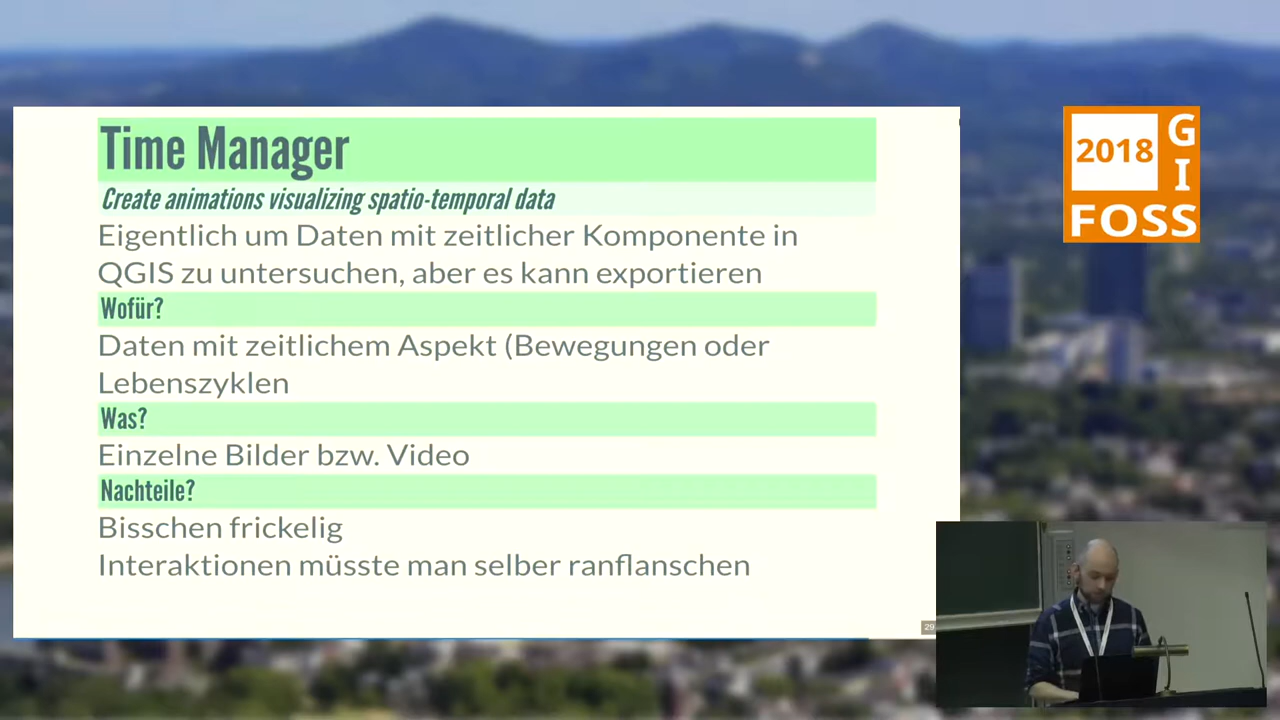 Time Manager
Create animations visualizing spatio-temporal data
Eigentlich um Daten mit zeitlicher Komponente in
QGIS zu untersuchen, aber es kann exportieren
Wofür?
Daten mit zeitlichem Aspekt (Bewegungen oder
Lebenszyklen
Was?
Einzelne Bilder bzw. Video
Nachteile?
Bisschen frickelig
Interaktionen müsste man selber ranflanschen
29
2018
GI
FOSS